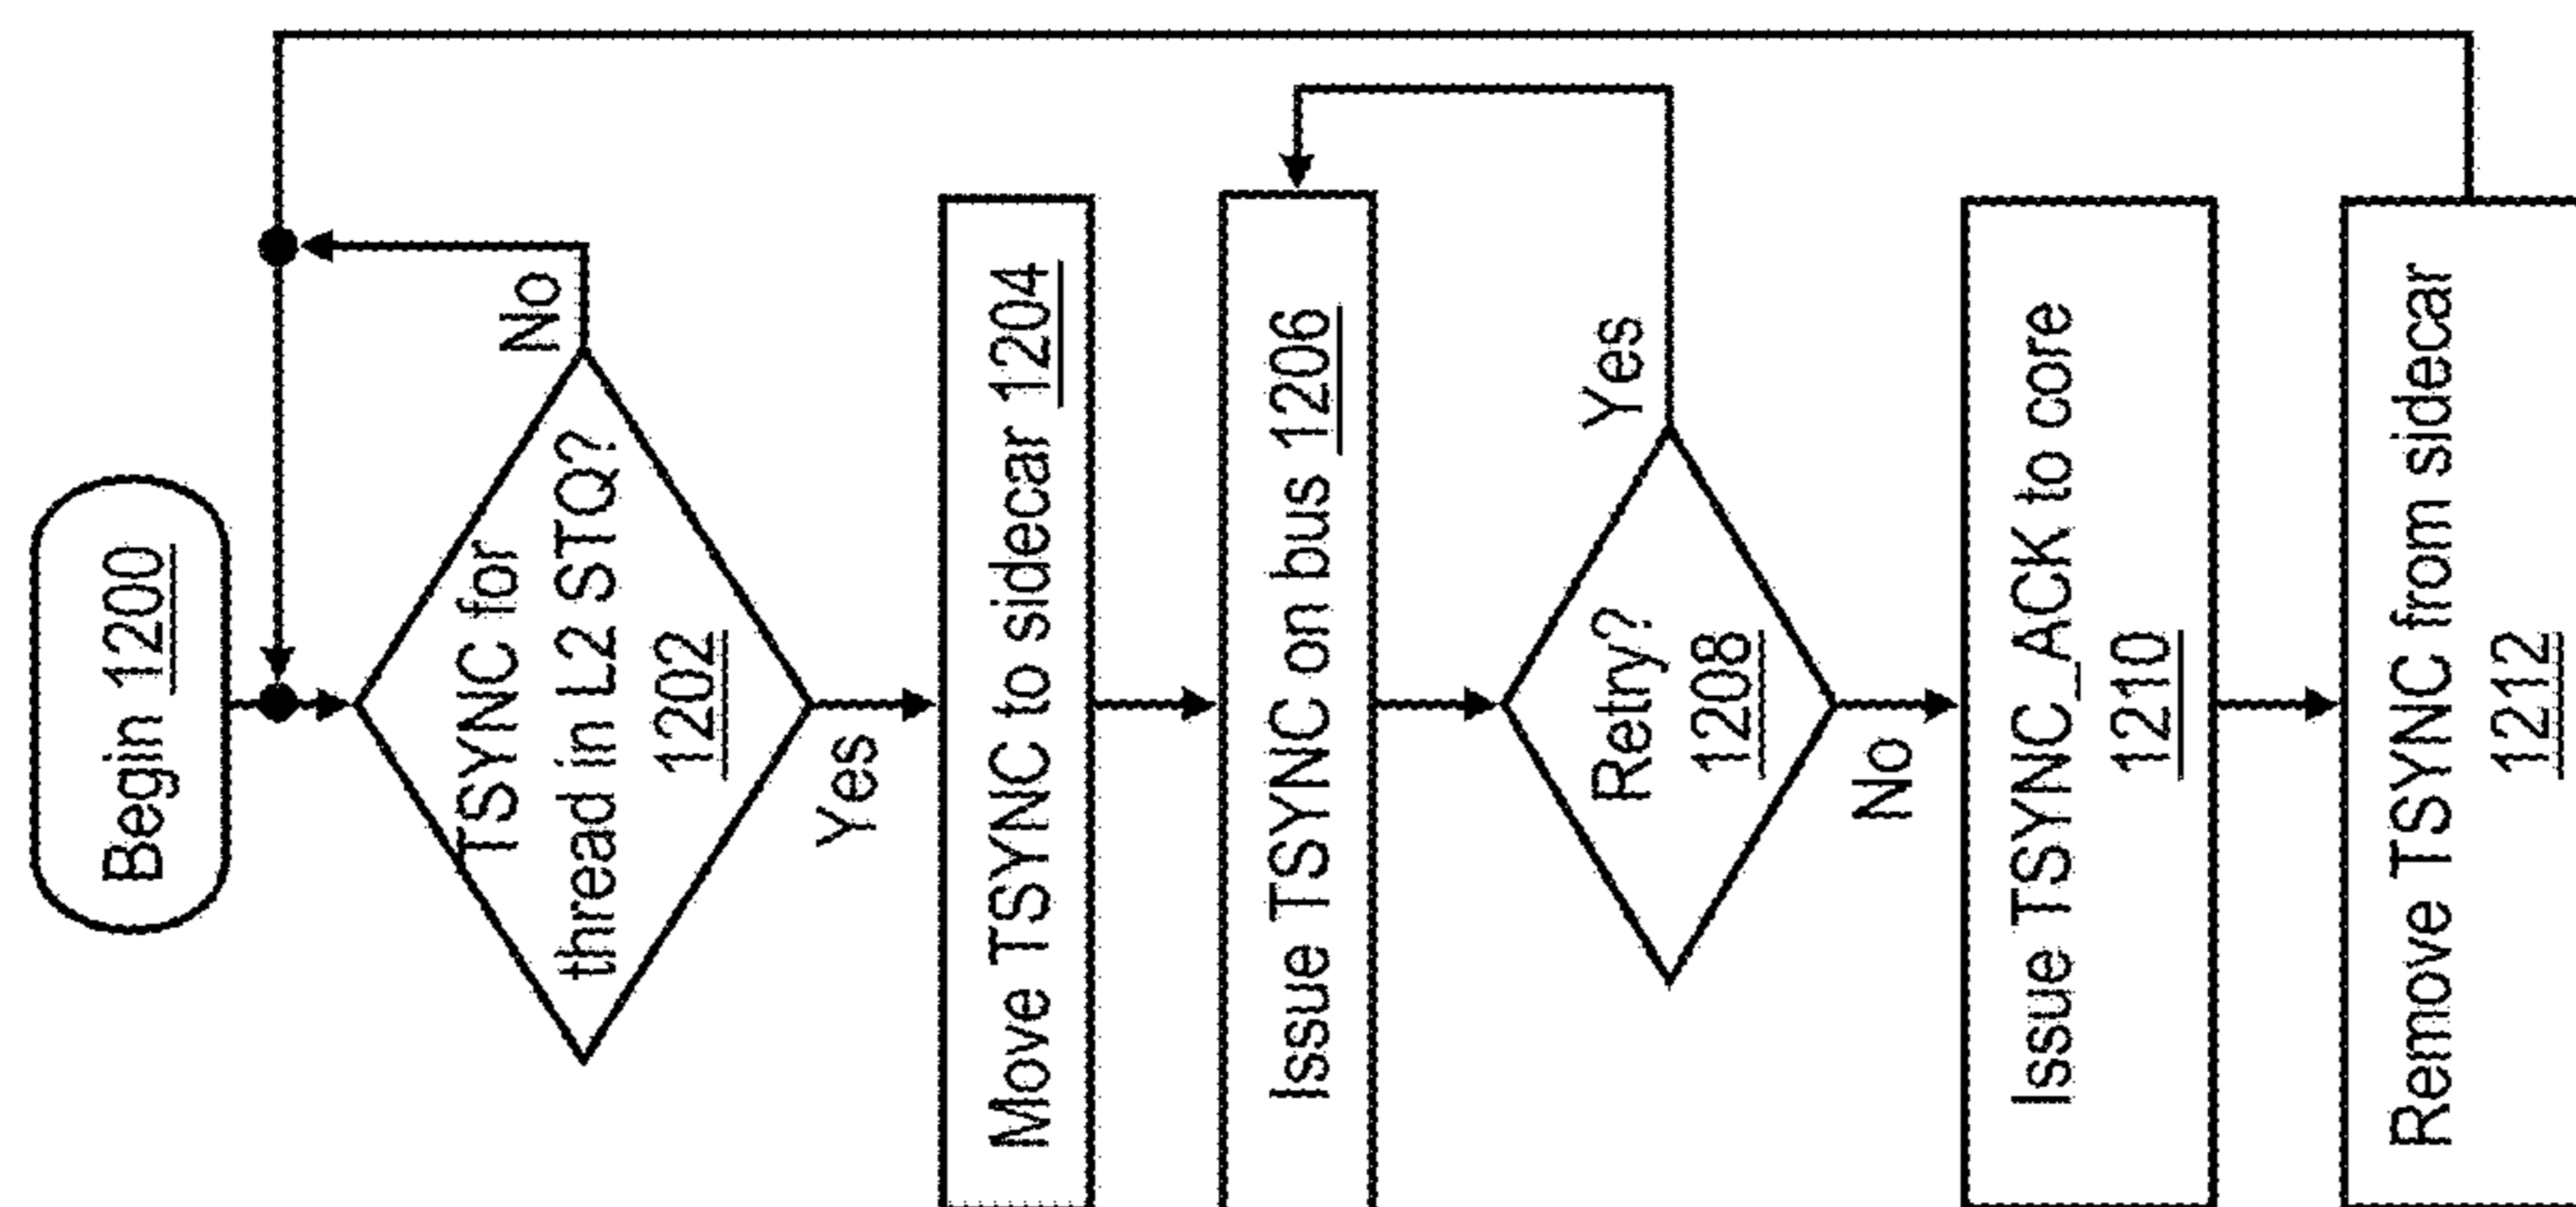 Begin 1200
TSYNC for
thread in L2 STQ?
1202
No
Yes
Move TSYNC to sidecar 1204
Issue TSYNC on bus 1206
Retry?
1208
Yes
No
Issue TSYNC_ACK to core
1210
Remove TSYNC from sidecar
1212